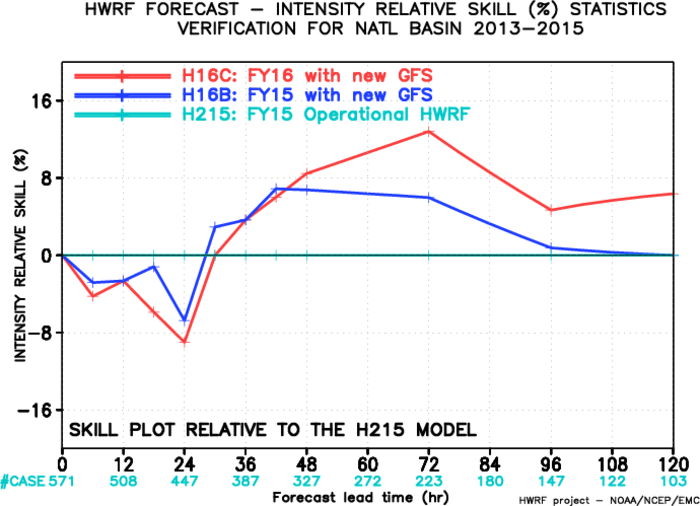 HWRF FORECAST – INTENSITY RELATIVE SKILL (%) STATISTICS
VERIFICATION FOR NATL BASIN 2013–2015
H16C: FY16 with new GFS
H16B: FY15 with new GFS
H215: FY15 Operational HWRF
INTENSITY RELATIVE SKILL (%)
16
8
0
−8
−16
SKILL PLOT RELATIVE TO THE H215 MODEL
0 12 24 36 48 60 72 84 96 108 120
#CASE 571 508 447 387 327 272 223 180 147 122 103
Forecast lead time (hr)
HWRF project – NOAA/NCEP/EMC